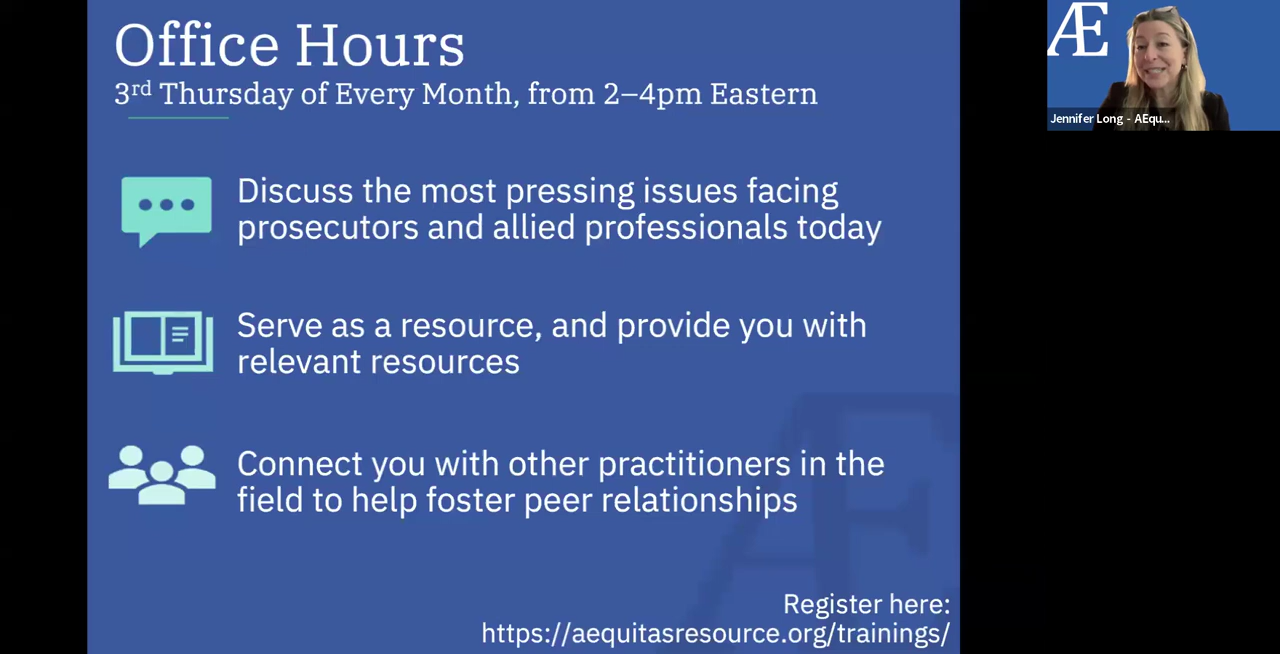 Office Hours
3rd Thursday of Every Month, from 2–4pm Eastern
Discuss the most pressing issues facing
prosecutors and allied professionals today
Serve as a resource, and provide you with
relevant resources
Connect you with other practitioners in the
field to help foster peer relationships
Register here:
https://aequitasresource.org/trainings/
Æ
Jennifer Long - AEqu...
Æ